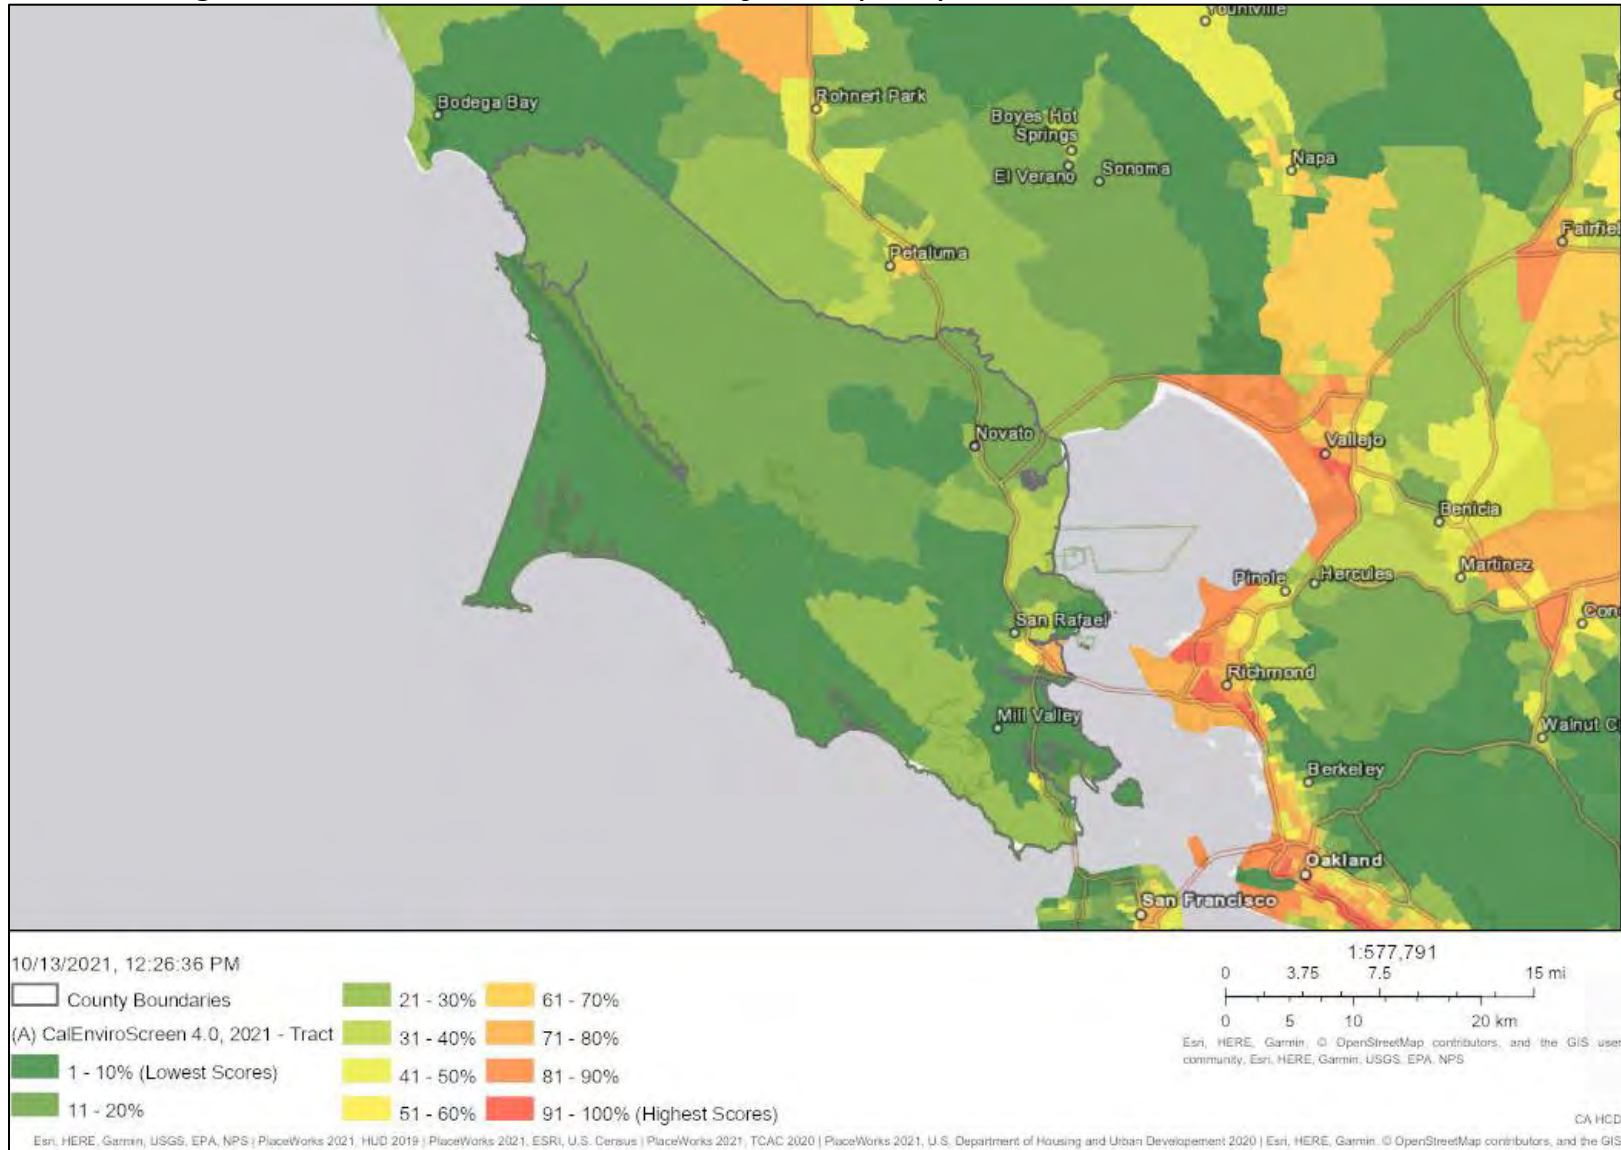 Yountville
Bodega Bay
Rohnert Park
Boyes Hot
Springs
El Verano
Sonoma
Napa
Petaluma
Novato
Vallejo
Benicia
Martinez
Pinole
Hercules
San Rafael
Richmond
Mill Valley
Walnut C
Berkeley
Oakland
San Francisco
Fairfiel
Con
10/13/2021, 12:26:36 PM
County Boundaries
(A) CalEnviroScreen 4.0, 2021 - Tract
1 - 10% (Lowest Scores)
11 - 20%
21 - 30%
31 - 40%
41 - 50%
51 - 60%
61 - 70%
71 - 80%
81 - 90%
91 - 100% (Highest Scores)
1:577,791
0 3.75 7.5 15 mi
0 5 10 20 km
Esri, HERE, Garmin, © OpenStreetMap contributors, and the GIS user
community, Esri, HERE, Garmin, USGS, EPA, NPS
CA HCD
Esri, HERE, Garmin, USGS, EPA, NPS | PlaceWorks 2021, HUD 2019 | PlaceWorks 2021, ESRI, U.S. Census | PlaceWorks 2021, TCAC 2020 | PlaceWorks 2021, U.S. Department of Housing and Urban Developement 2020 | Esri, HERE, Garmin, © OpenStreetMap contributors, and the GIS